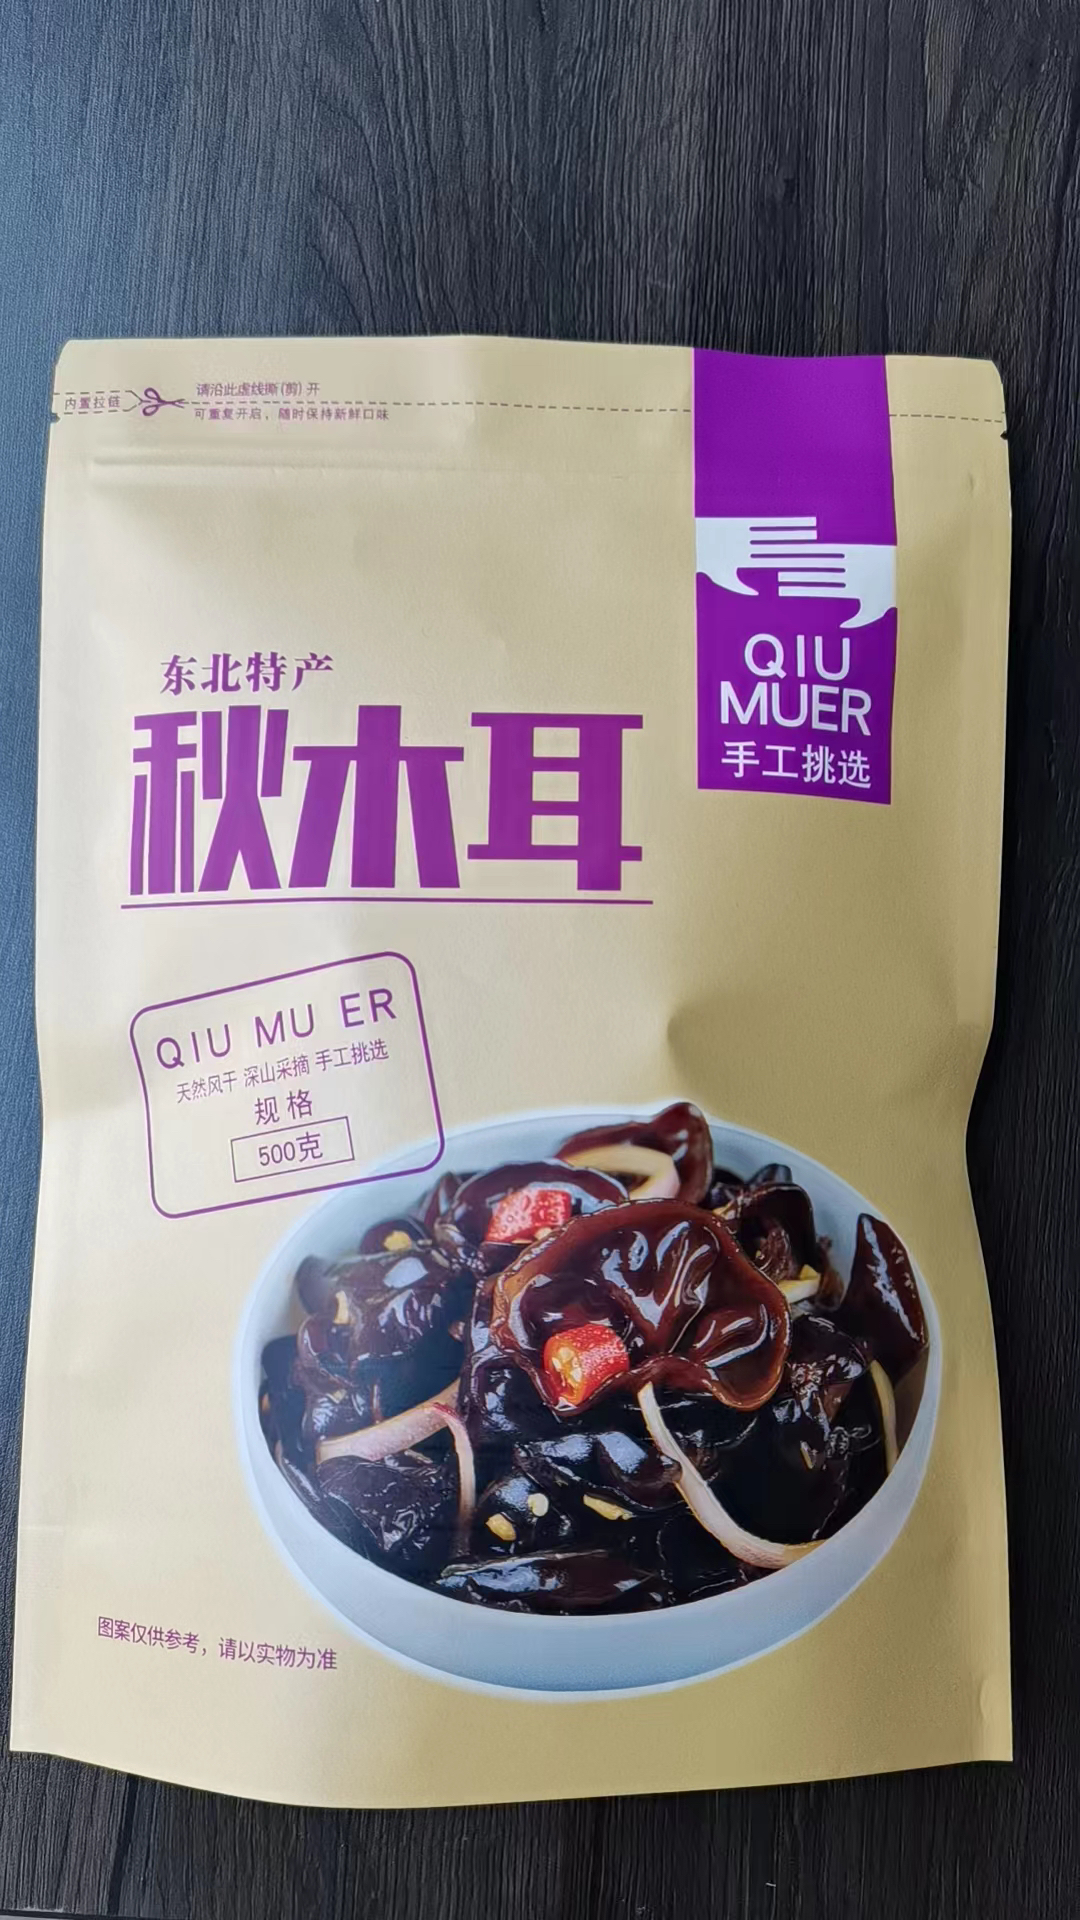 内置拉链
请沿此虚线撕(剪)开
可重复开启，随时保持新鲜口味
QIU
MUER
手工挑选
东北特产
秋木耳
QIU MU ER
天然风干 深山采摘 手工挑选
规格
500克
图案仅供参考，请以实物为准